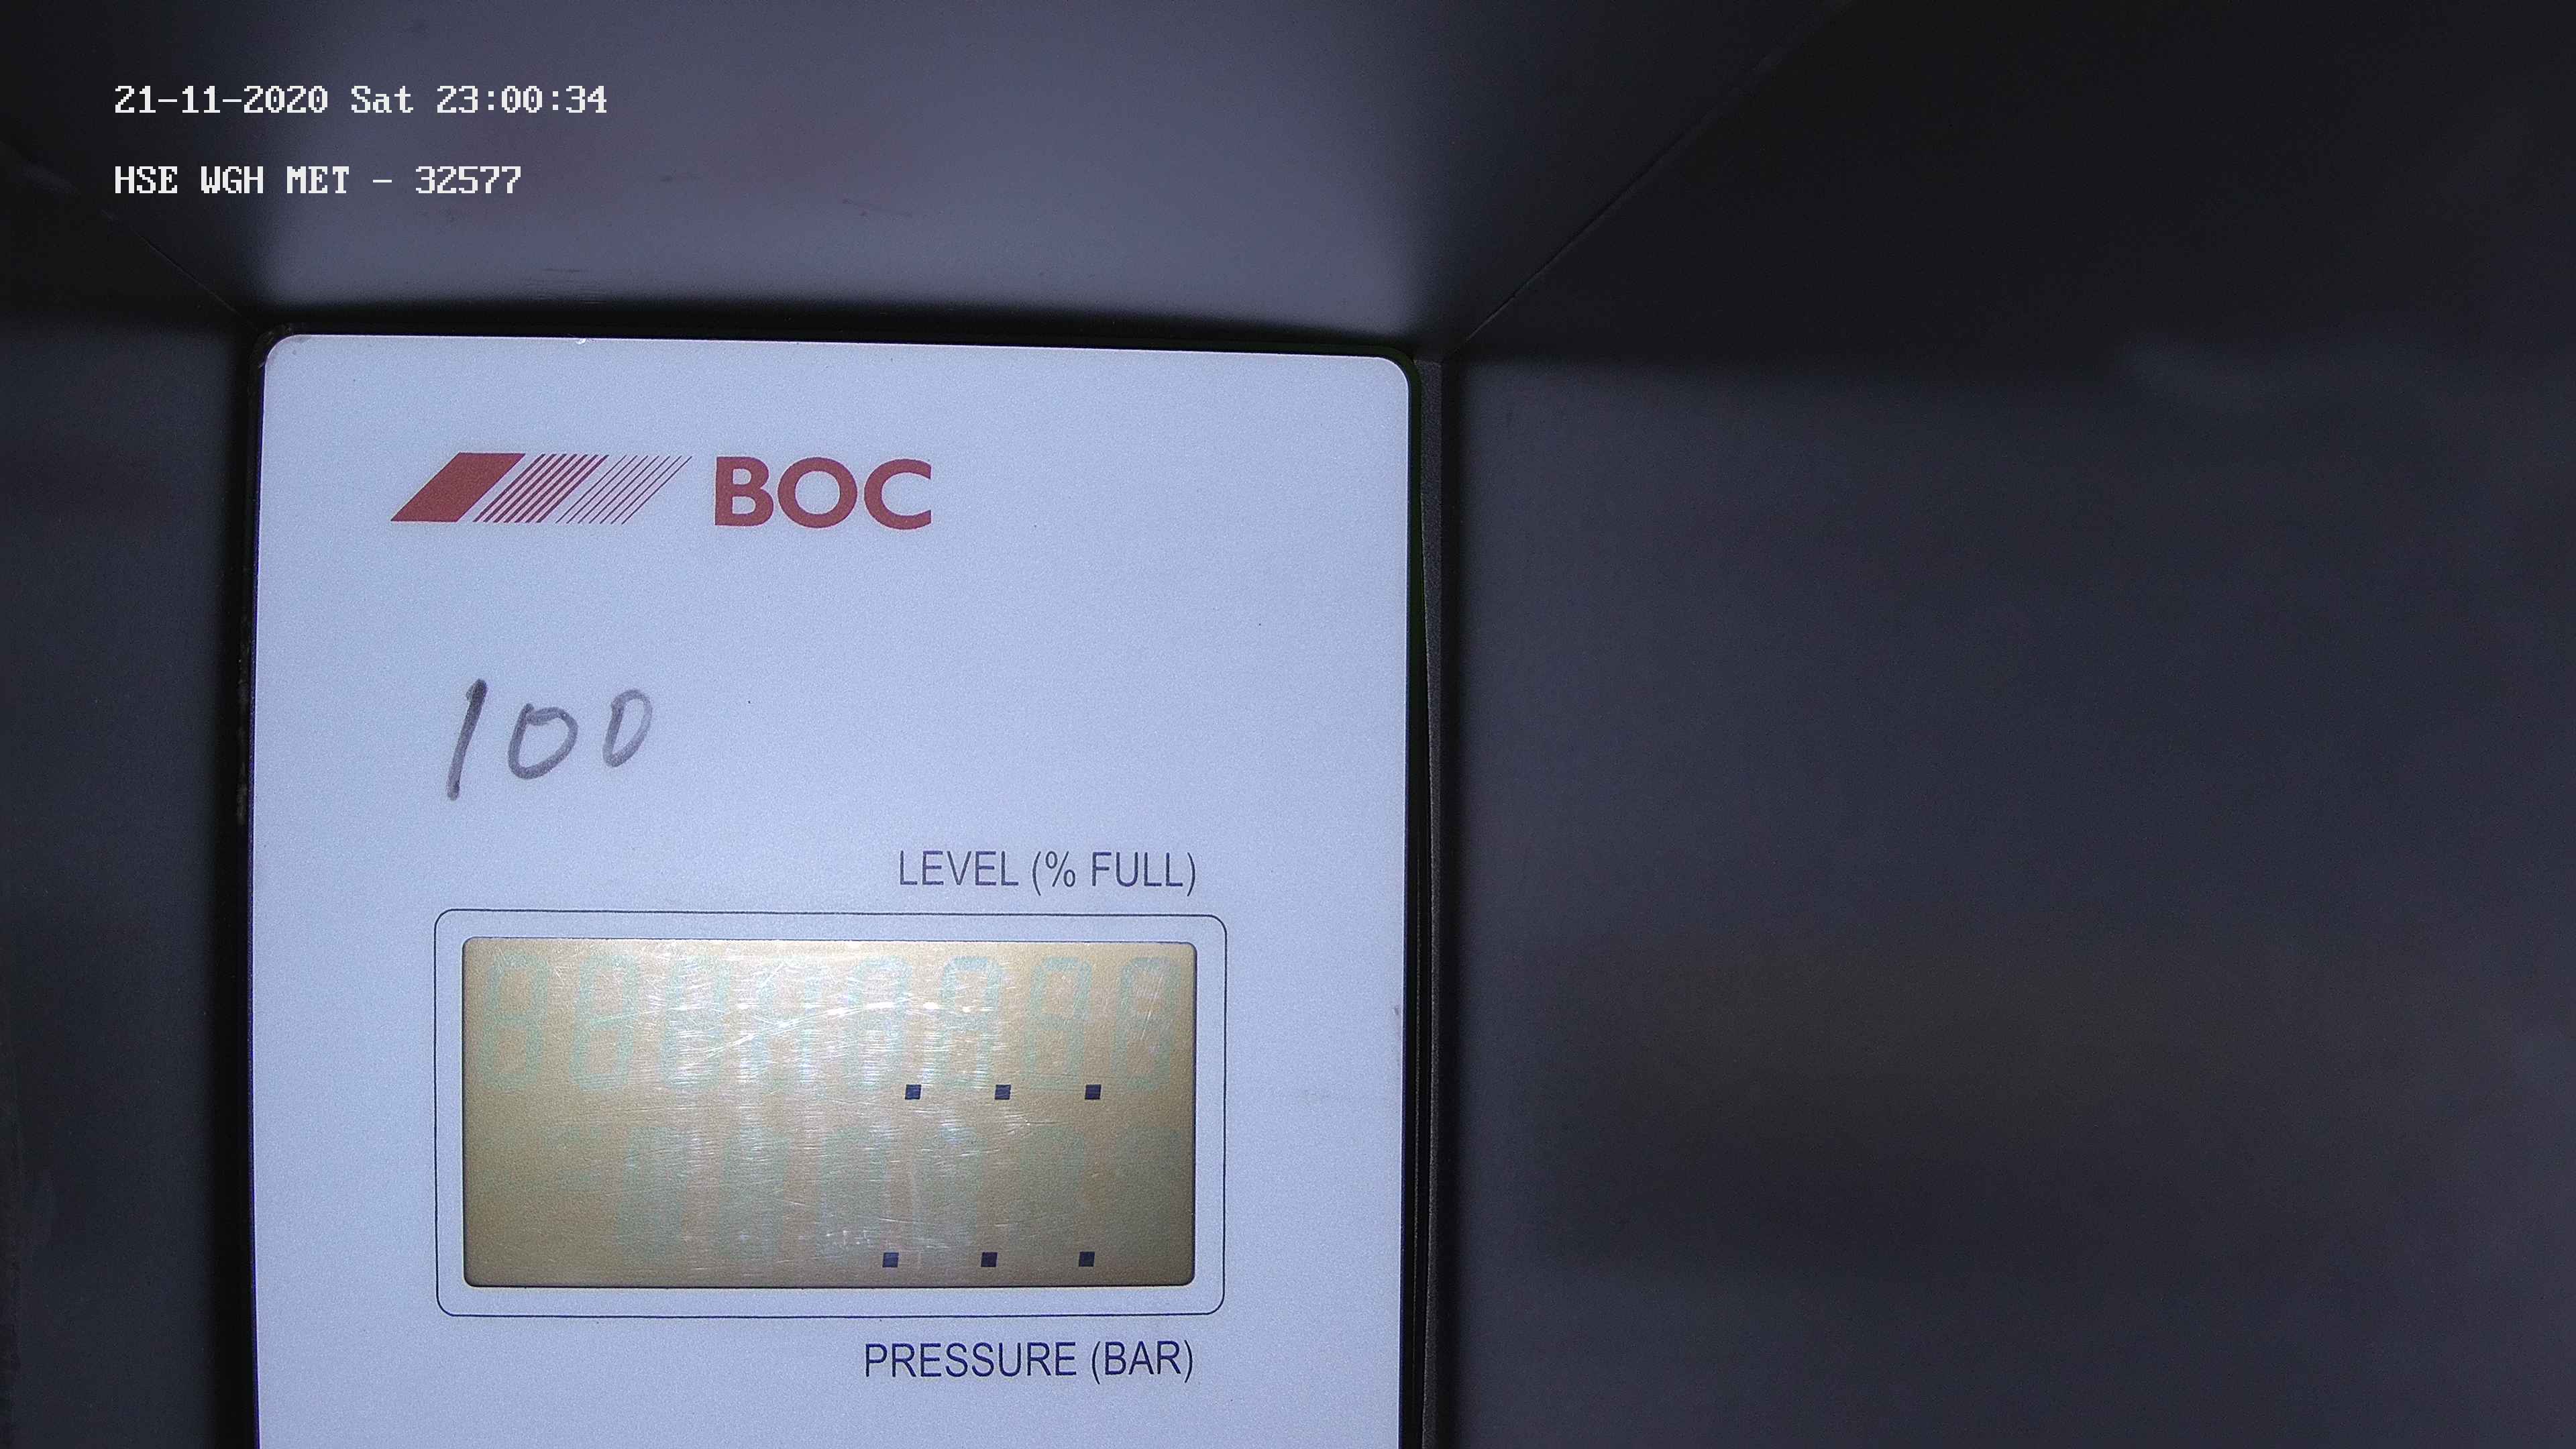 21-11-2020 Sat 23:00:34
HSE WGH MET - 32577
BOC
100
LEVEL (% FULL)
. . .
. . .
PRESSURE (BAR)